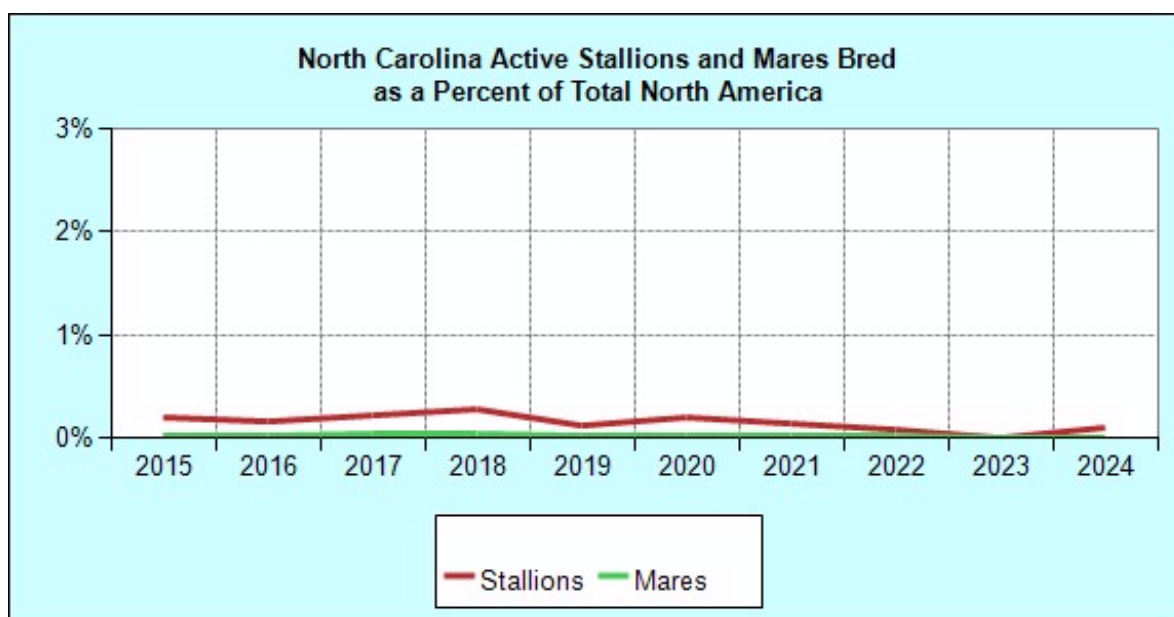 North Carolina Active Stallions and Mares Bred
as a Percent of Total North America
3%
2%
1%
0%
2015 2016 2017 2018 2019 2020 2021 2022 2023 2024
Stallions Mares